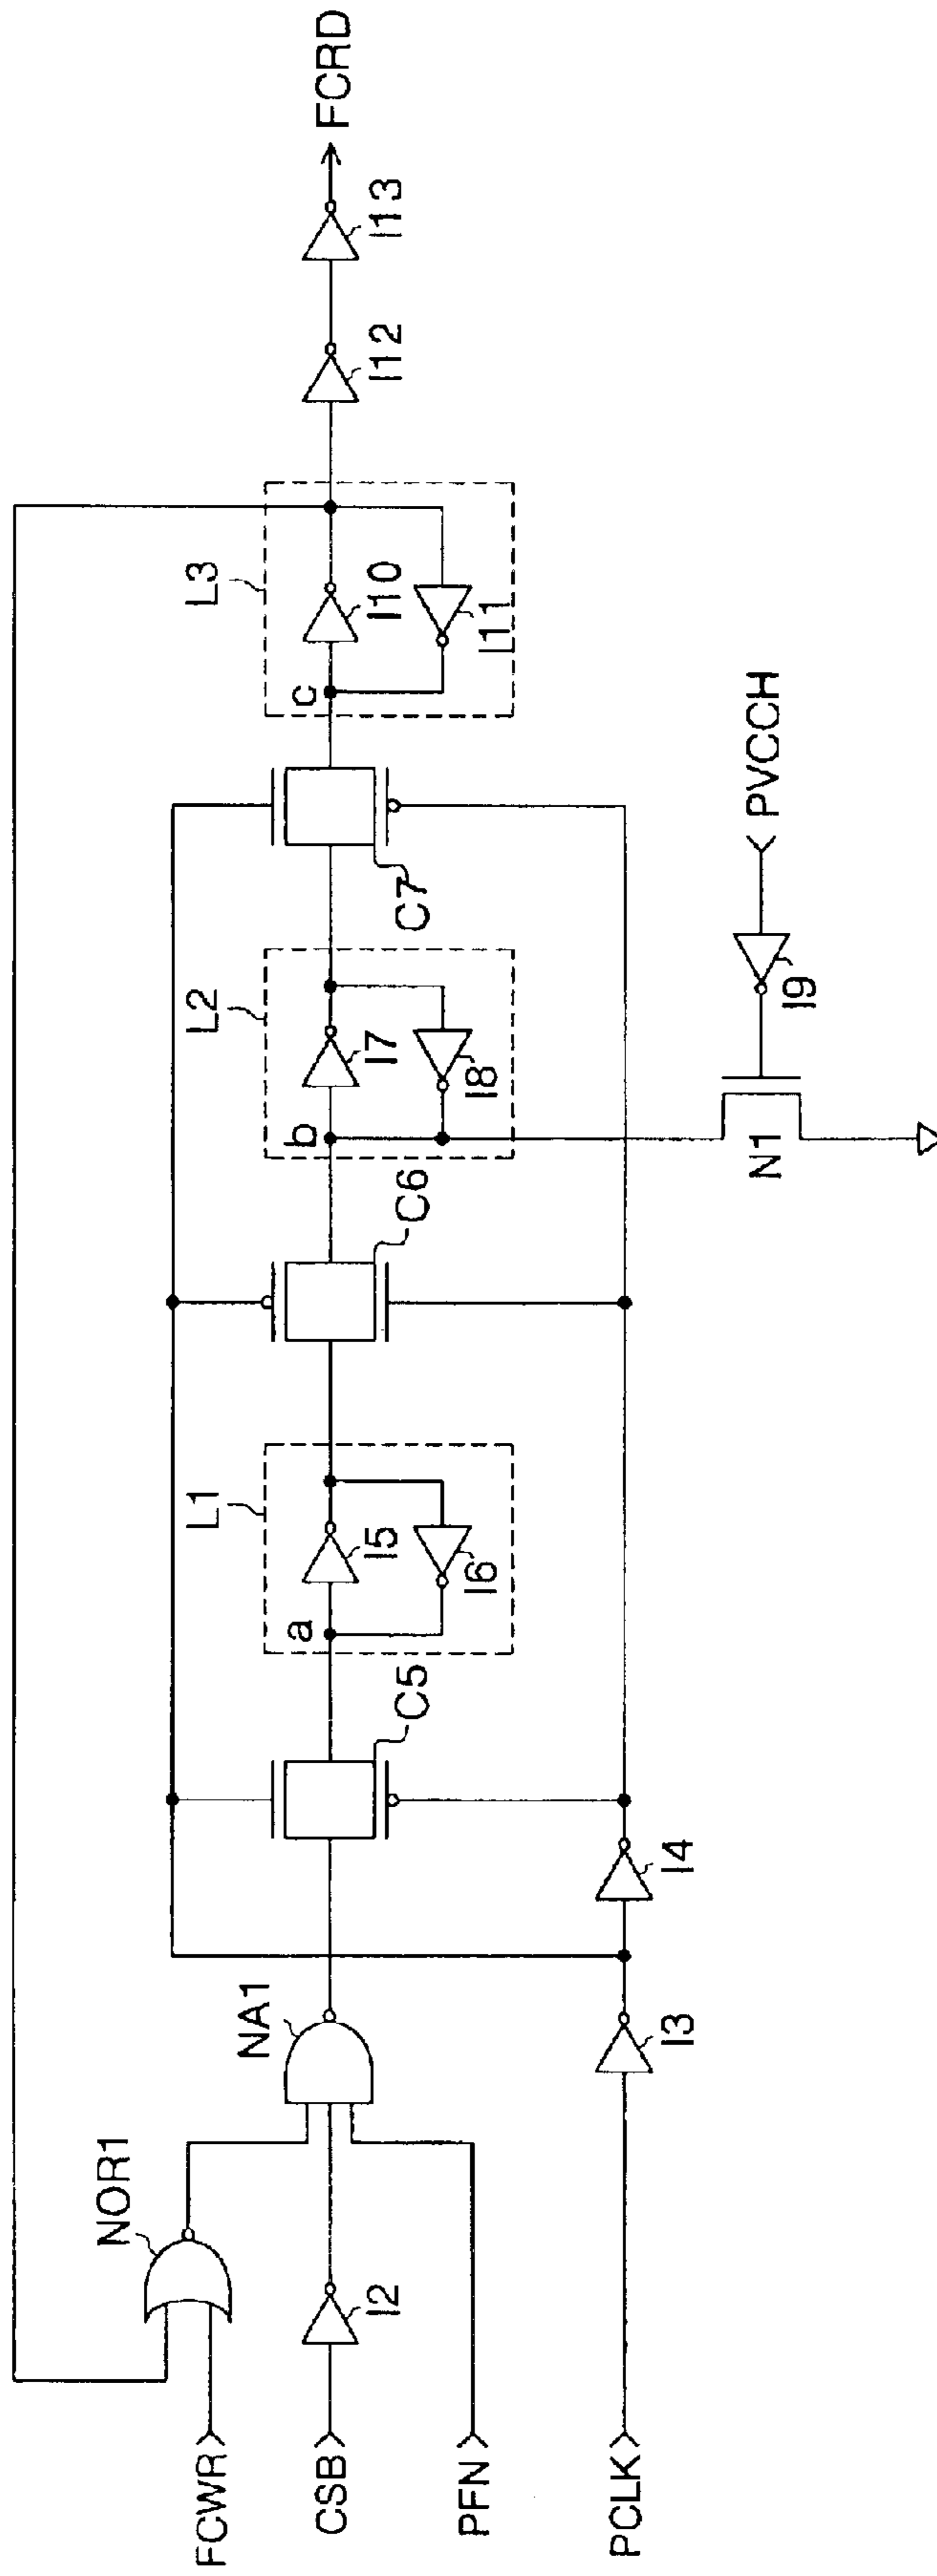 FCWR
CSB
PFN
PCLK
NOR1
I2
NA1
I3
I4
C5
L1
a
I5
I6
C6
L2
b
I7
I8
N1
I9
PVCCH
C7
L3
c
I10
I11
I12
I13
FCRD